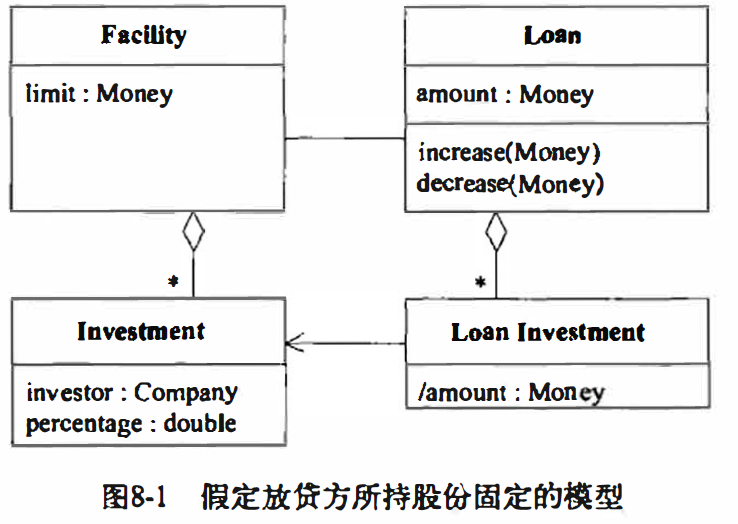 Facility
limit : Money
Loan
amount : Money
increase(Money)
decrease(Money)
*
*
Investment
investor : Company
percentage : double
Loan Investment
/amount : Money
图8-1 假定放贷方所持股份固定的模型